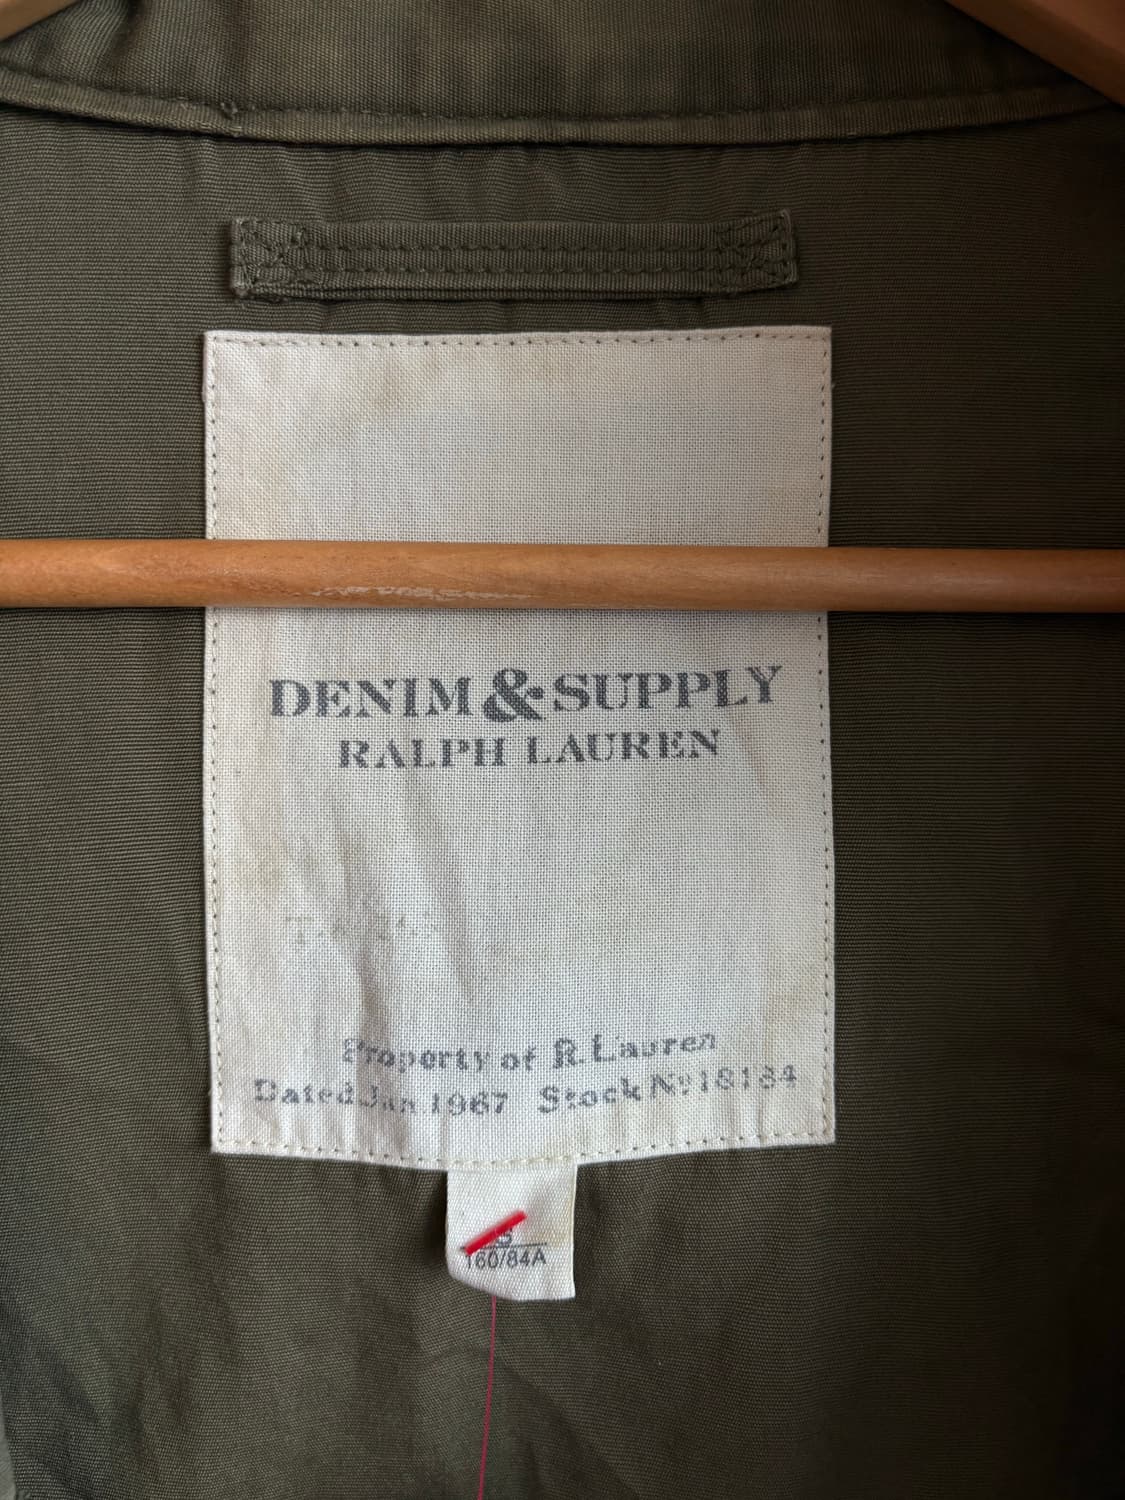 DENIM & SUPPLY
RALPH LAUREN
Property of R. Lauren
Dated Jan. 1967 Stock № 18184
S
160/84A